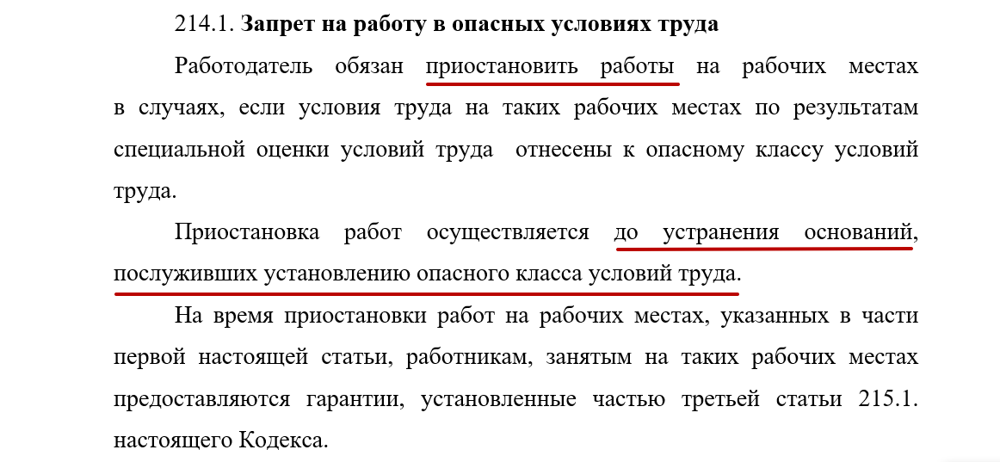 214.1. Запрет на работу в опасных условиях труда
Работодатель обязан приостановить работы на рабочих местах
в случаях, если условия труда на таких рабочих местах по результатам
специальной оценки условий труда отнесены к опасному классу условий
труда.
Приостановка работ осуществляется до устранения оснований,
послуживших установлению опасного класса условий труда.
На время приостановки работ на рабочих местах, указанных в части
первой настоящей статьи, работникам, занятым на таких рабочих местах
предоставляются гарантии, установленные частью третьей статьи 215.1.
настоящего Кодекса.